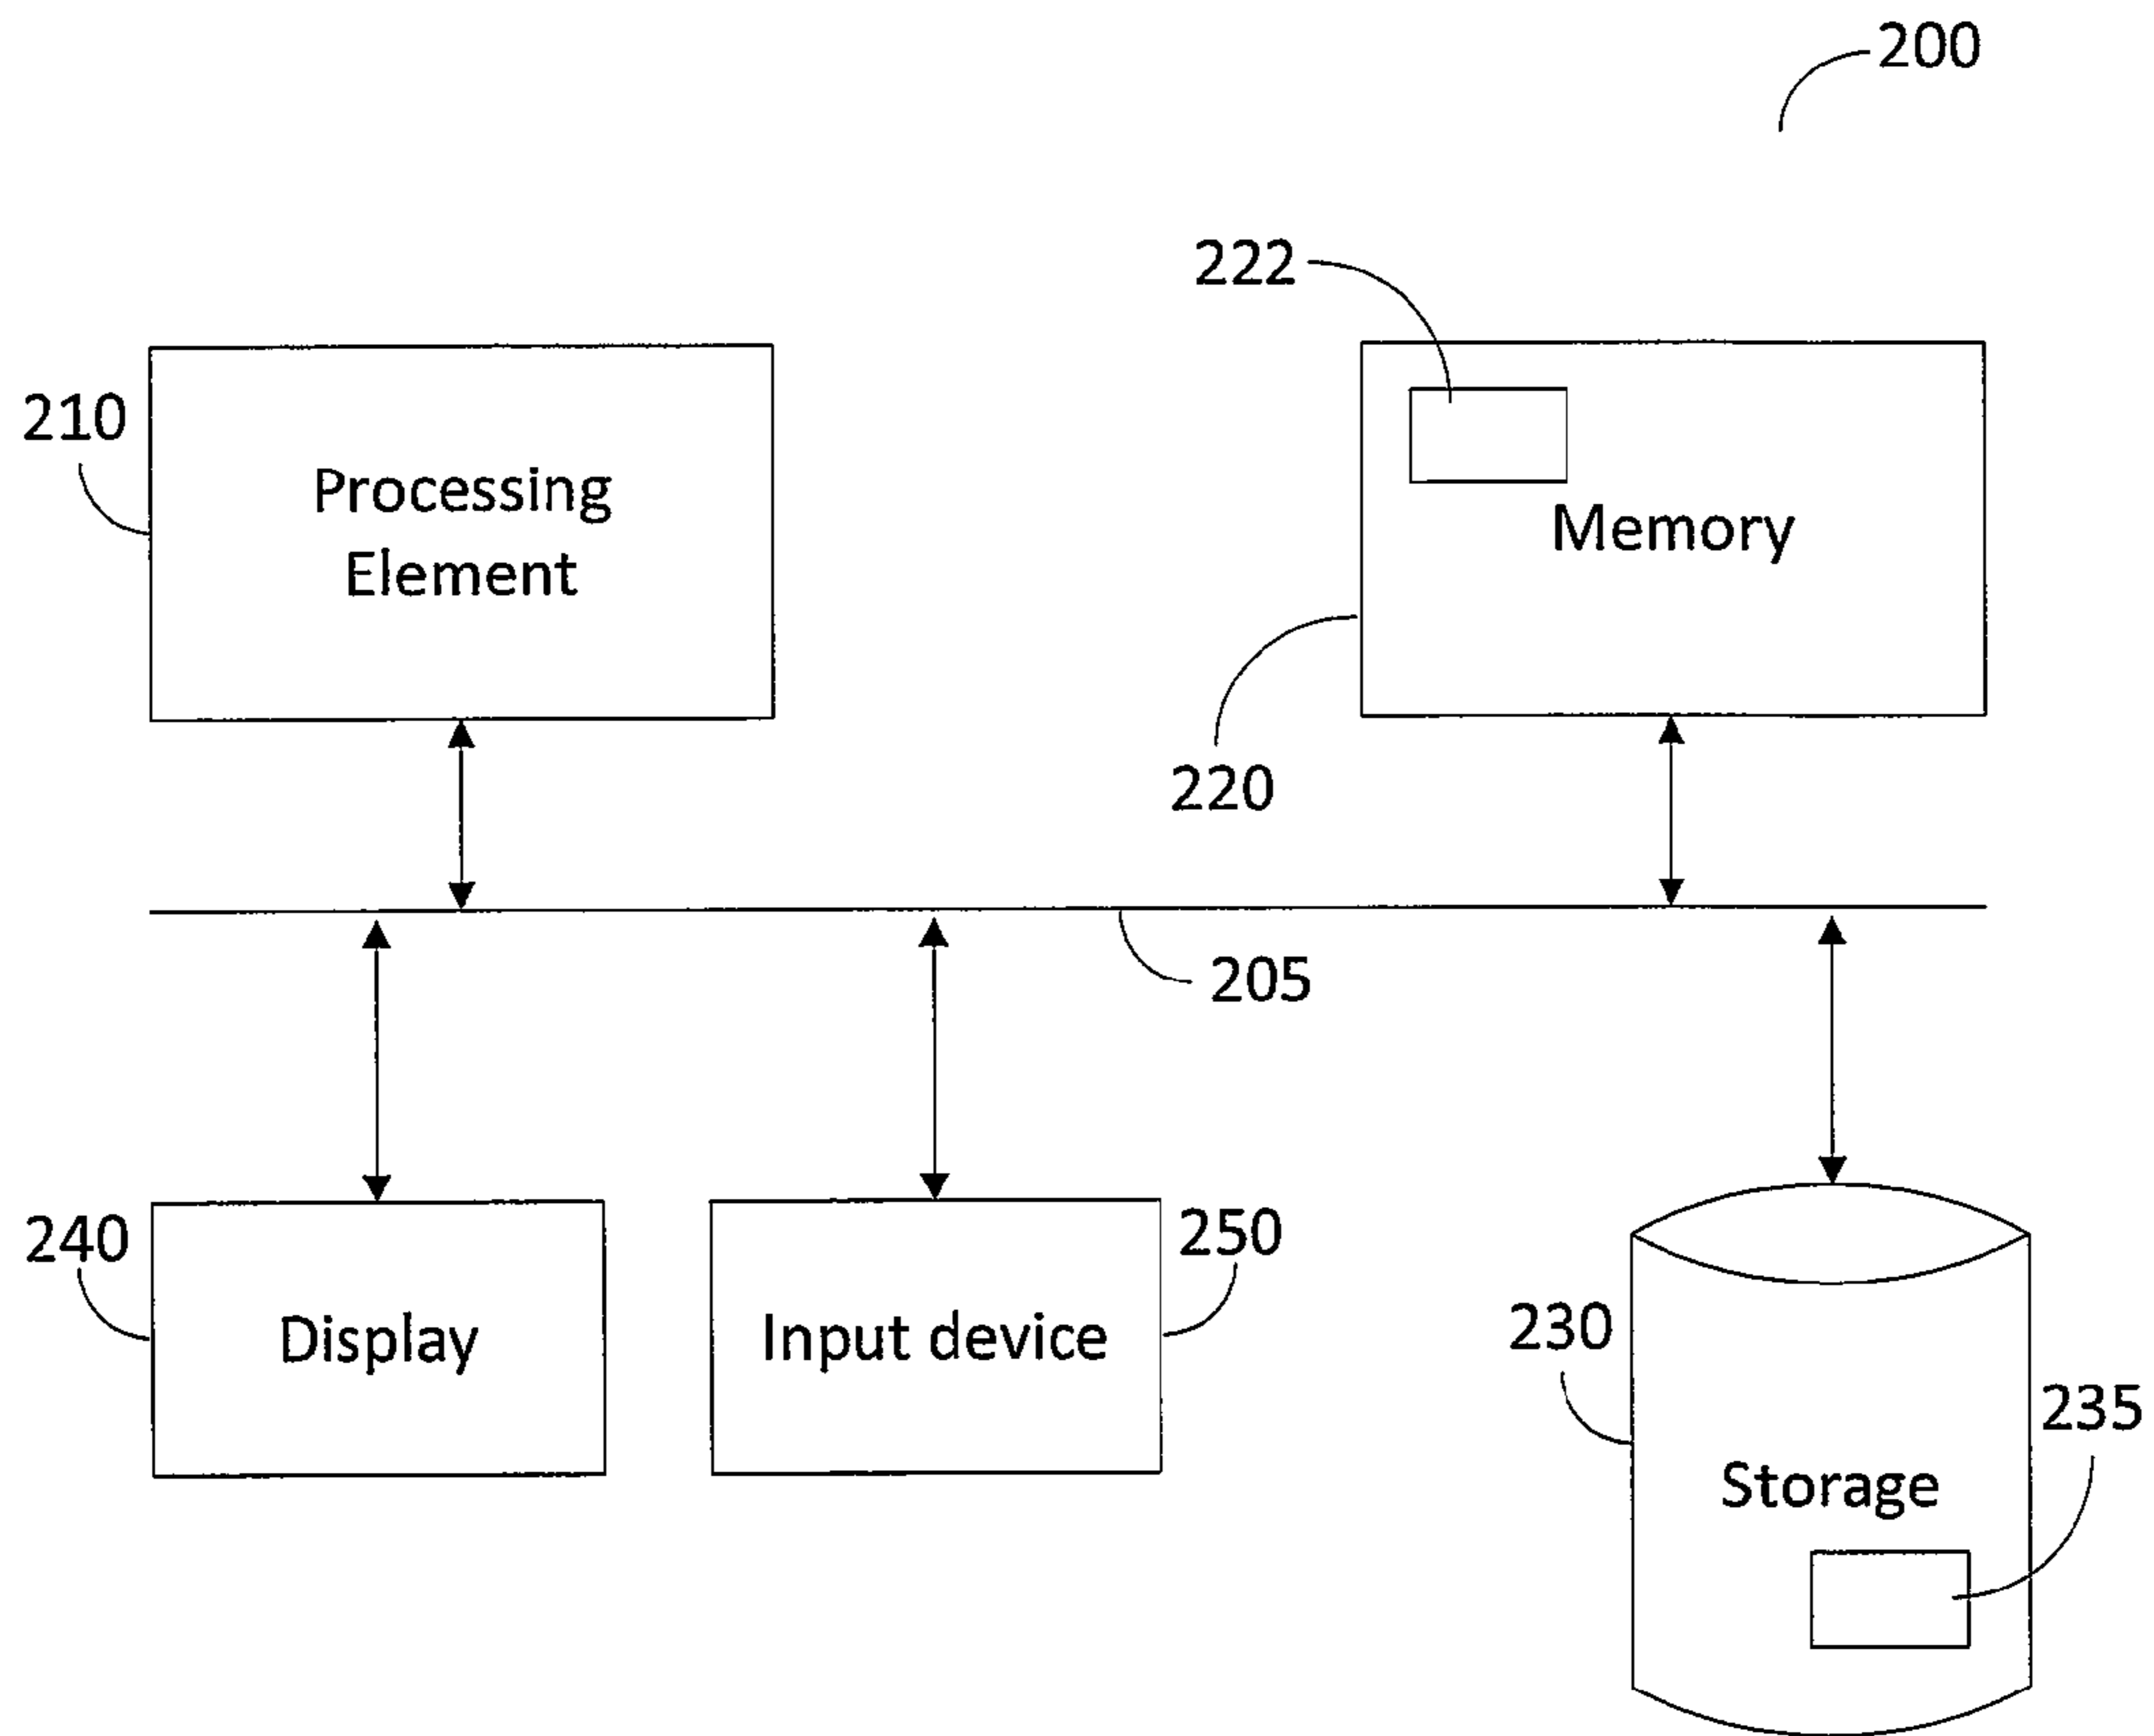 200
222
210
Processing
Element
Memory
220
205
240
Display
Input device
250
230
235
Storage